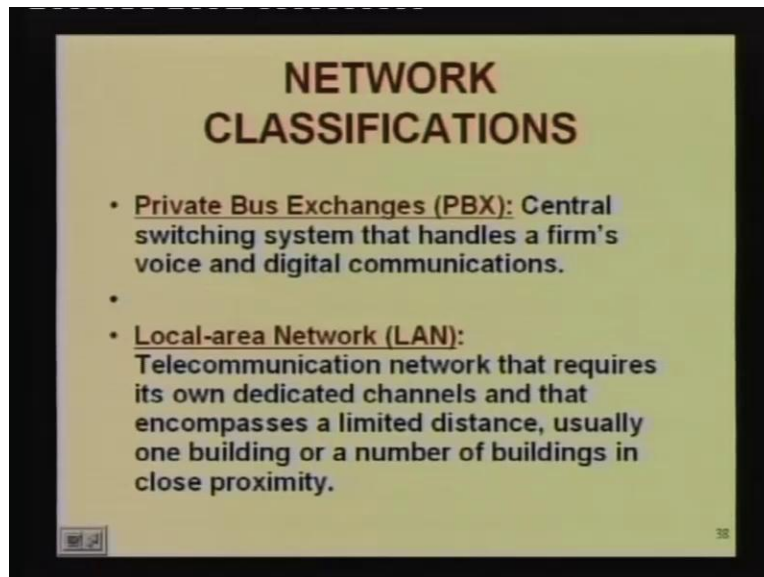 NETWORK
CLASSIFICATIONS
• Private Bus Exchanges (PBX): Central
switching system that handles a firm's
voice and digital communications.
•
• Local-area Network (LAN):
Telecommunication network that requires
its own dedicated channels and that
encompasses a limited distance, usually
one building or a number of buildings in
close proximity.
38